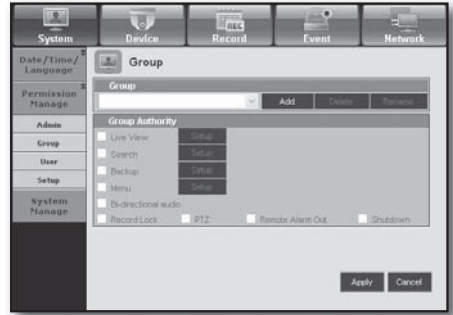 System Device Record Event Network
REC
Date/Time/
Language
Permission
Manage
Admin
Group
User
Setup
System
Manage
Group
Group
Add Delete Rename
Group Authority
Live View Setup
Search Setup
Backup Setup
Menu Setup
Bi-directional audio
Record Lock PTZ Remote Alarm Out Shutdown
Apply Cancel